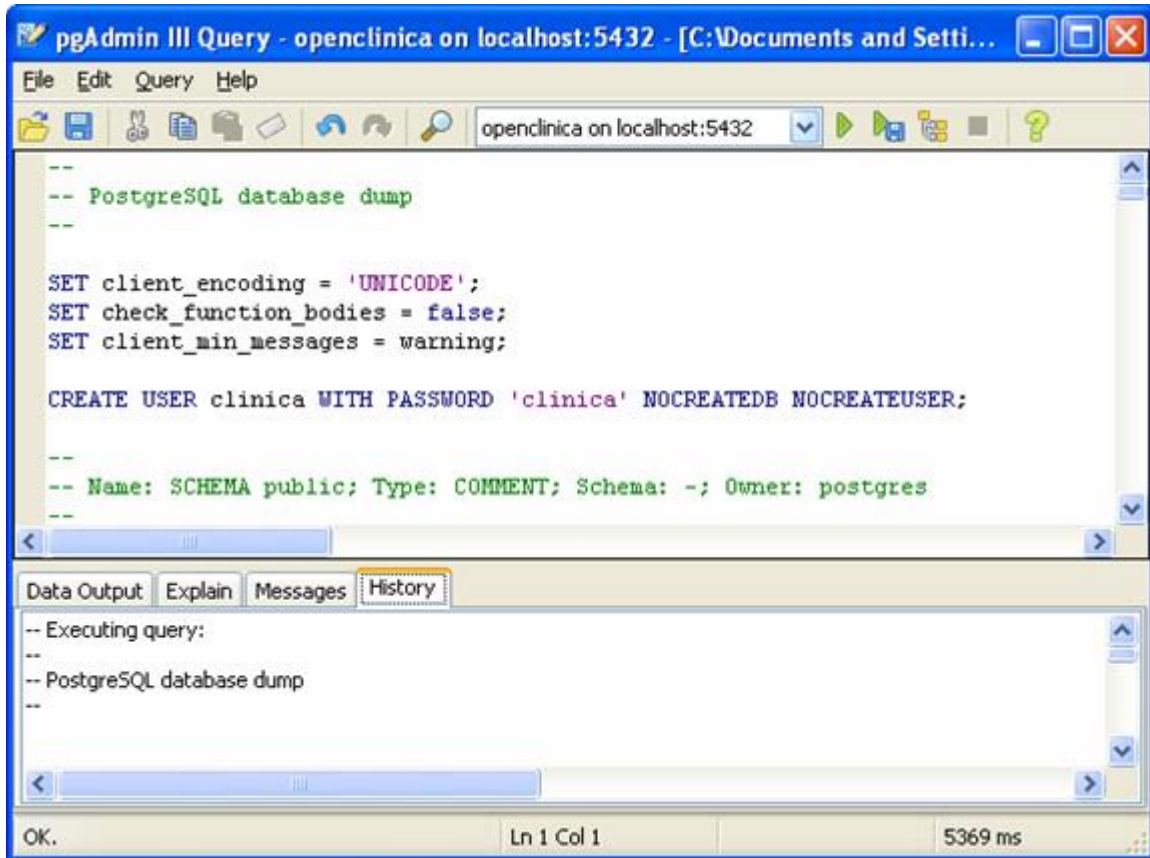 pgAdmin III Query - openclinica on localhost:5432 - [C:\Documents and Setti...
File Edit Query Help
openclinica on localhost:5432
--
-- PostgreSQL database dump
--
SET client_encoding = 'UNICODE';
SET check_function_bodies = false;
SET client_min_messages = warning;
CREATE USER clinica WITH PASSWORD 'clinica' NOCREATEDB NOCREATEUSER;
--
-- Name: SCHEMA public; Type: COMMENT; Schema: -; Owner: postgres
--
Data Output Explain Messages History
-- Executing query:
--
-- PostgreSQL database dump
--
OK. Ln 1 Col 1 5369 ms